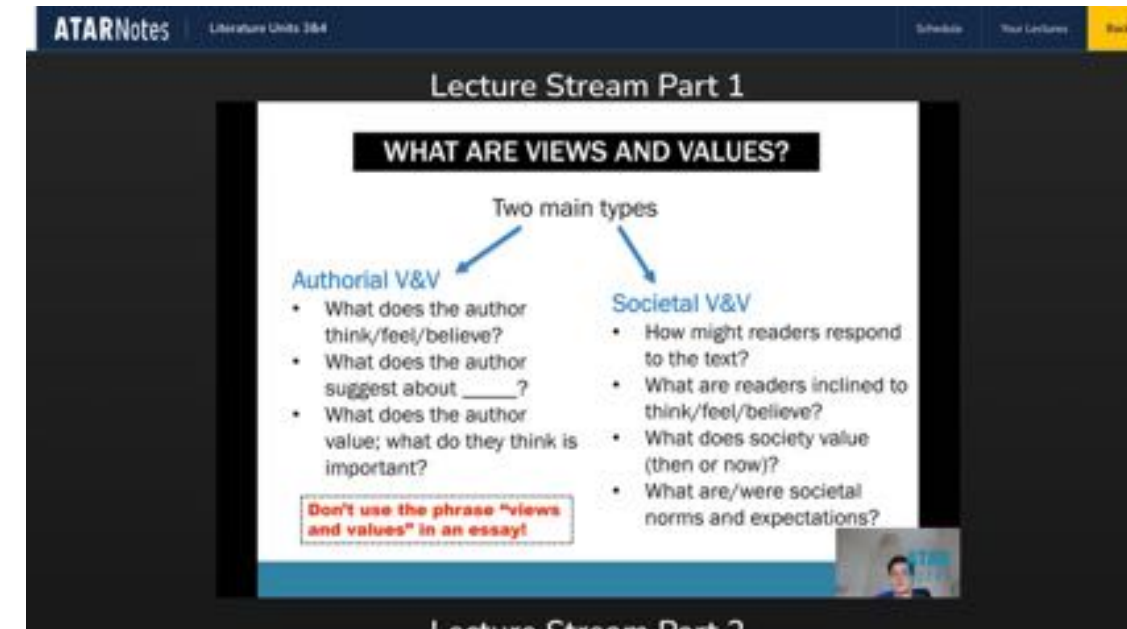 ATARNotes
Literature Units 3&4
Schedule
Your Lectures
Lecture Stream Part 1
WHAT ARE VIEWS AND VALUES?
Two main types
Authorial V&V
• What does the author
think/feel/believe?
• What does the author
suggest about _____?
• What does the author
value; what do they think is
important?
Don't use the phrase "views
and values" in an essay!
Societal V&V
• How might readers respond
to the text?
• What are readers inclined to
think/feel/believe?
• What does society value
(then or now)?
• What are/were societal
norms and expectations?
ATAR
Lecture Stream Part 2